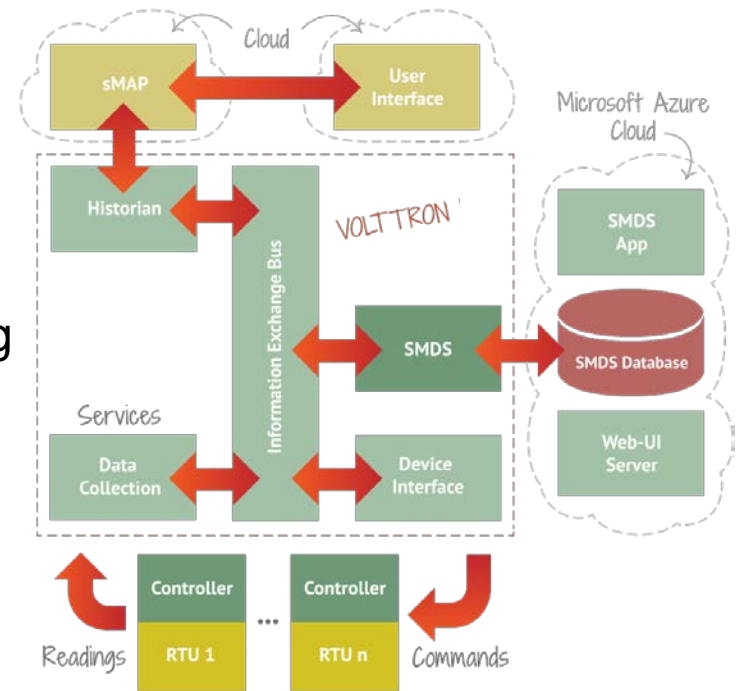 Cloud
sMAP
User
Interface
Microsoft Azure
Cloud
Historian
VOLTTRON
Information Exchange Bus
SMDS
App
SMDS
SMDS Database
g
Services
Data
Collection
Device
Interface
Web-UI
Server
Controller
...
Controller
Readings
RTU 1
RTU n
Commands